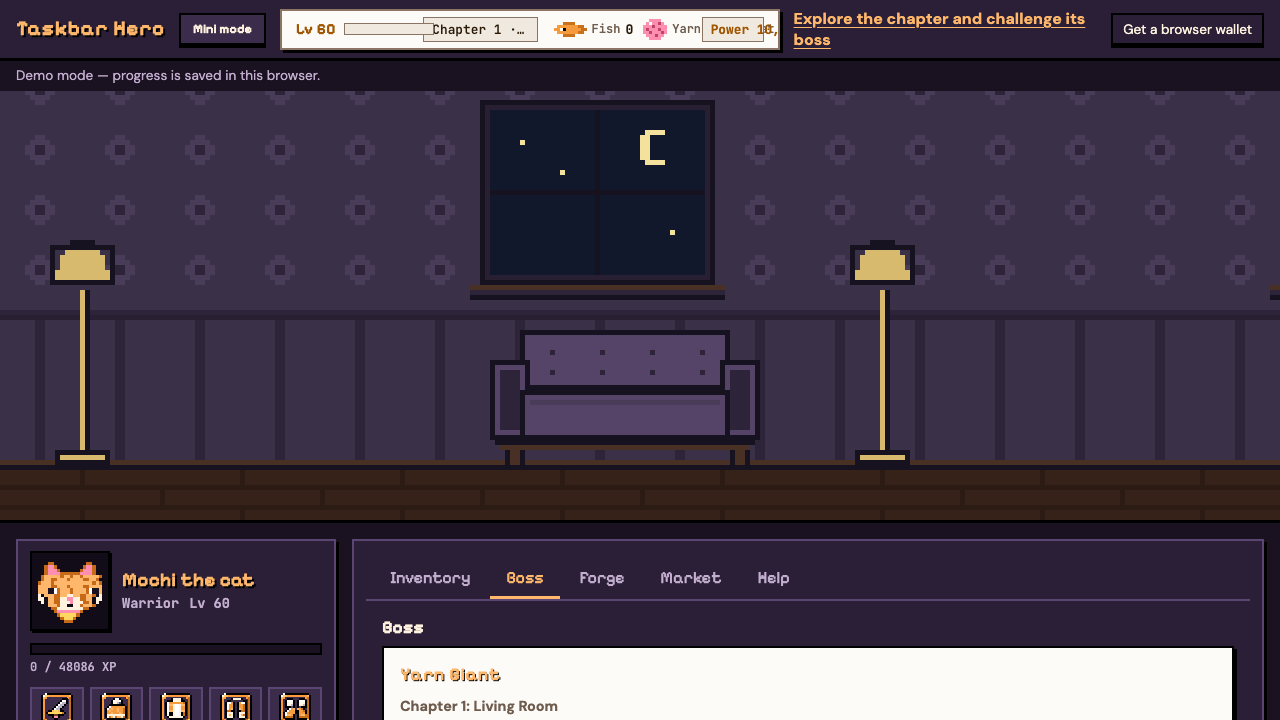 Taskbar Hero
Mini mode
Lv 60
Chapter 1 ·…
Fish 0
Yarn
Power 10,
Explore the chapter and challenge its
boss
Get a browser wallet
Demo mode — progress is saved in this browser.
Mochi the cat
Warrior Lv 60
0 / 48086 XP
Inventory
Boss
Forge
Market
Help
Boss
Yarn Giant
Chapter 1: Living Room